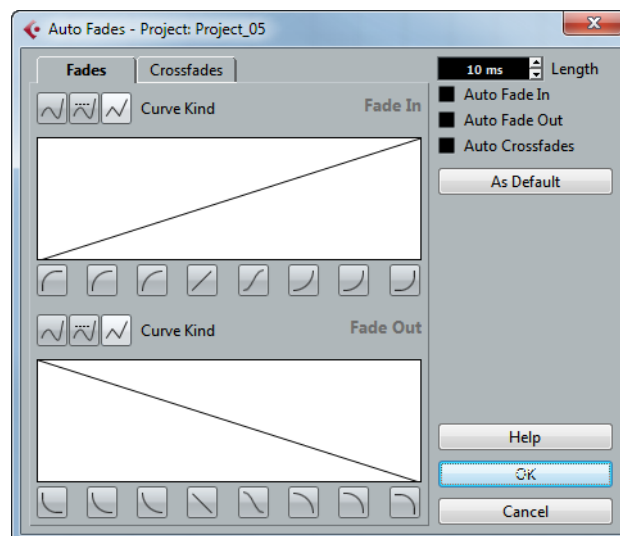 Auto Fades - Project: Project_05
Fades
Crossfades
Curve Kind
Fade In
Curve Kind
Fade Out
10 ms
Length
Auto Fade In
Auto Fade Out
Auto Crossfades
As Default
Help
OK
Cancel